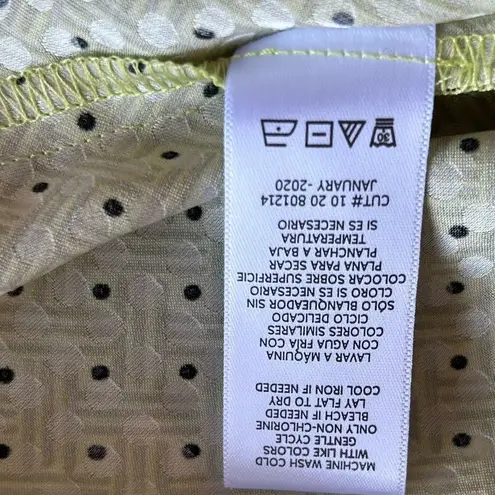 MACHINE WASH COLD
WITH LIKE COLORS
GENTLE CYCLE
ONLY NON-CHLORINE
BLEACH IF NEEDED
LAY FLAT TO DRY
COOL IRON IF NEEDED
LAVAR A MÁQUINA
CON AGUA FRÍA CON
COLORES SIMILARES
CICLO DELICADO
SÓLO BLANQUEADOR SIN
CLORO SI ES NECESARIO
COLOCAR SOBRE SUPERFICIE
PLANA PARA SECAR
PLANCHAR A BAJA
TEMPERATURA
SI ES NECESARIO
CUT# 10 20 801214
JANUARY -2020
30